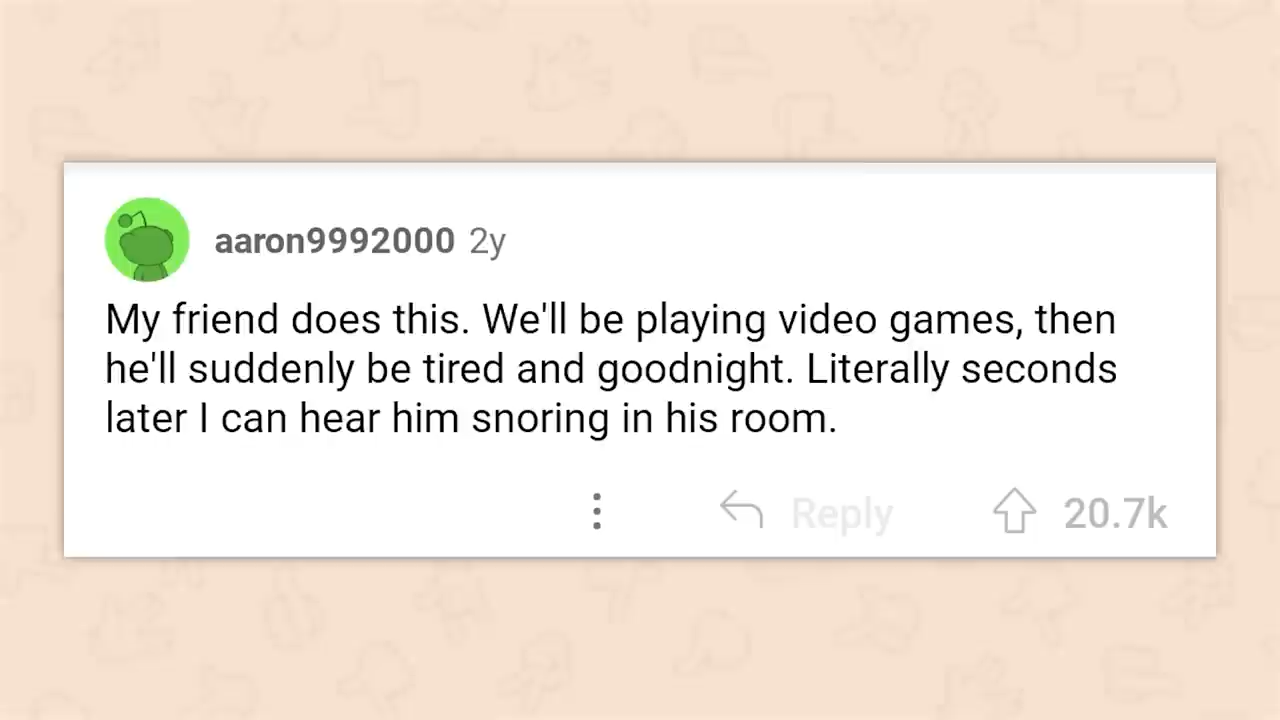 aaron9992000 2y
My friend does this. We'll be playing video games, then
he'll suddenly be tired and goodnight. Literally seconds
later I can hear him snoring in his room.
Reply 20.7k